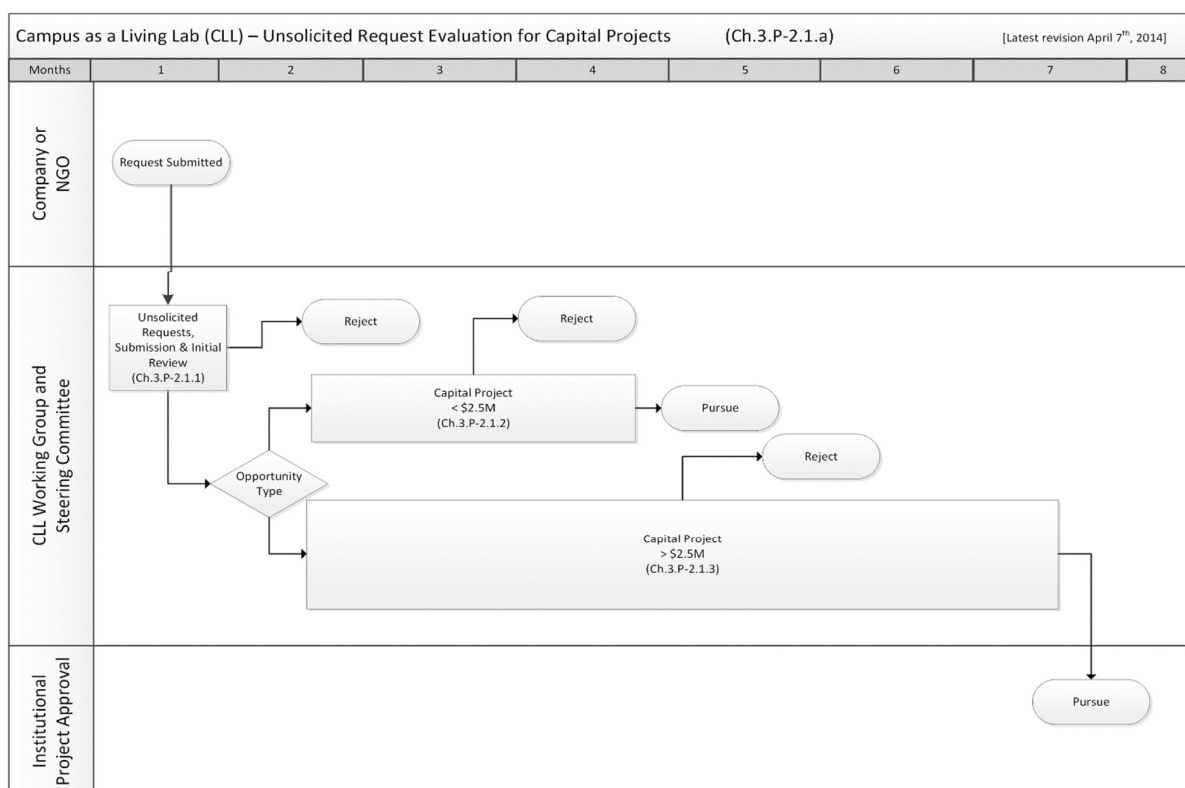 Campus as a Living Lab (CLL) – Unsolicited Request Evaluation for Capital Projects (Ch.3.P-2.1.a) [Latest revision April 7th, 2014]
Months 1 2 3 4 5 6 7 8
Company or
NGO
Request Submitted
CLL Working Group and
Steering Committee
Unsolicited
Requests,
Submission & Initial
Review
(Ch.3.P-2.1.1)
Reject
Reject
Capital Project
< $2.5M
(Ch.3.P-2.1.2)
Pursue
Reject
Opportunity
Type
Capital Project
> $2.5M
(Ch.3.P-2.1.3)
Institutional
Project Approval
Pursue